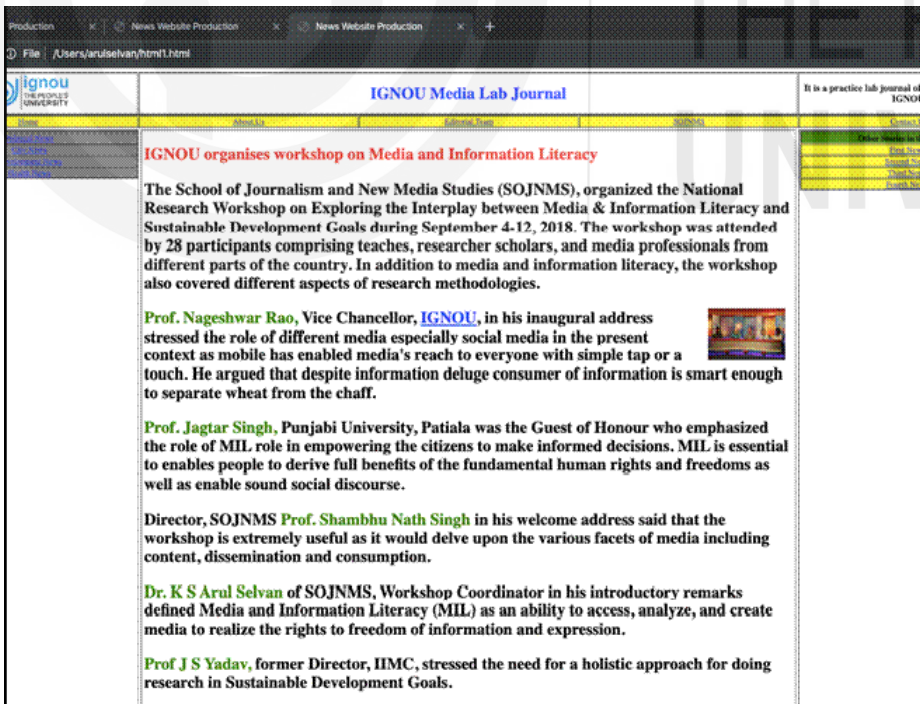 Production × News Website Production × News Website Production × +
File /Users/arulselvan/html1.html
ignou
THE PEOPLE'S
UNIVERSITY
IGNOU Media Lab Journal
It is a practice lab journal of
IGNOU
Home About Us Editorial Team SOJNMS Contact
Other stories in
First New
Second Ne
Third Ne
Fourth Ne
IGNOU organises workshop on Media and Information Literacy
The School of Journalism and New Media Studies (SOJNMS), organized the National
Research Workshop on Exploring the Interplay between Media & Information Literacy and
Sustainable Development Goals during September 4-12, 2018. The workshop was attended
by 28 participants comprising teaches, researcher scholars, and media professionals from
different parts of the country. In addition to media and information literacy, the workshop
also covered different aspects of research methodologies.
Prof. Nageshwar Rao, Vice Chancellor, IGNOU, in his inaugural address
stressed the role of different media especially social media in the present
context as mobile has enabled media's reach to everyone with simple tap or a
touch. He argued that despite information deluge consumer of information is smart enough
to separate wheat from the chaff.
Prof. Jagtar Singh, Punjabi University, Patiala was the Guest of Honour who emphasized
the role of MIL role in empowering the citizens to make informed decisions. MIL is essential
to enables people to derive full benefits of the fundamental human rights and freedoms as
well as enable sound social discourse.
Director, SOJNMS Prof. Shambhu Nath Singh in his welcome address said that the
workshop is extremely useful as it would delve upon the various facets of media including
content, dissemination and consumption.
Dr. K S Arul Selvan of SOJNMS, Workshop Coordinator in his introductory remarks
defined Media and Information Literacy (MIL) as an ability to access, analyze, and create
media to realize the rights to freedom of information and expression.
Prof J S Yadav, former Director, IIMC, stressed the need for a holistic approach for doing
research in Sustainable Development Goals.